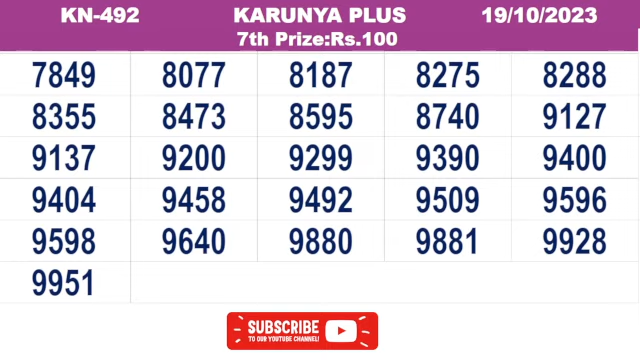 KN-492 KARUNYA PLUS 19/10/2023
7th Prize:Rs.100
7849 8077 8187 8275 8288
8355 8473 8595 8740 9127
9137 9200 9299 9390 9400
9404 9458 9492 9509 9596
9598 9640 9880 9881 9928
9951
SUBSCRIBE
TO OUR YOUTUBE CHANNEL!